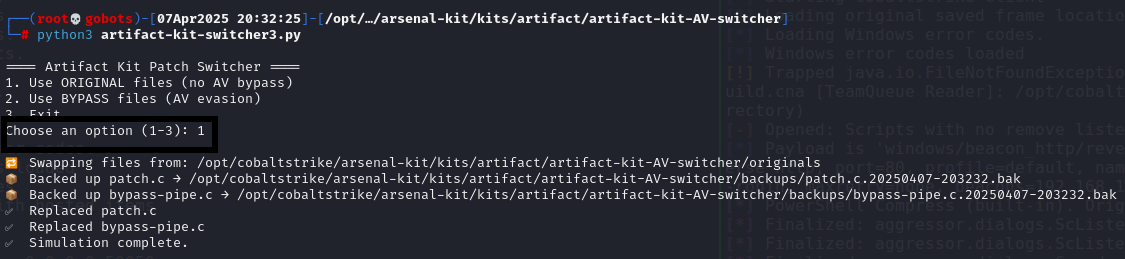 ┌──(root💀gobots)-[07Apr2025 20:32:25]-[/opt/…/arsenal-kit/kits/artifact/artifact-kit-AV-switcher]
└─# python3 artifact-kit-switcher3.py
==== Artifact Kit Patch Switcher ====
1. Use ORIGINAL files (no AV bypass)
2. Use BYPASS files (AV evasion)
3. Exit
Choose an option (1-3): 1
🔁 Swapping files from: /opt/cobaltstrike/arsenal-kit/kits/artifact/artifact-kit-AV-switcher/originals
📦 Backed up patch.c → /opt/cobaltstrike/arsenal-kit/kits/artifact/artifact-kit-AV-switcher/backups/patch.c.20250407-203232.bak
📦 Backed up bypass-pipe.c → /opt/cobaltstrike/arsenal-kit/kits/artifact/artifact-kit-AV-switcher/backups/bypass-pipe.c.20250407-203232.bak
✅ Replaced patch.c
✅ Replaced bypass-pipe.c
✅ Simulation complete.
loading original saved frame locatio
[*] Loading Windows error codes.
[*] Windows error codes loaded
[!] Trapped java.io.FileNotFoundExceptio
uild.cna [TeamQueue Reader]: /opt/cobalt
rectory)
[-] Opened: Scripts with no remove liste
Payload is 'windows/beacon_http/reve
port=80, profile=default, nam
[*] PowerShell Compress (built-in).
[*] Finalized: aggressor.dialogs.ScListe
[*] Finalized: aggressor.dialogs.ScListe